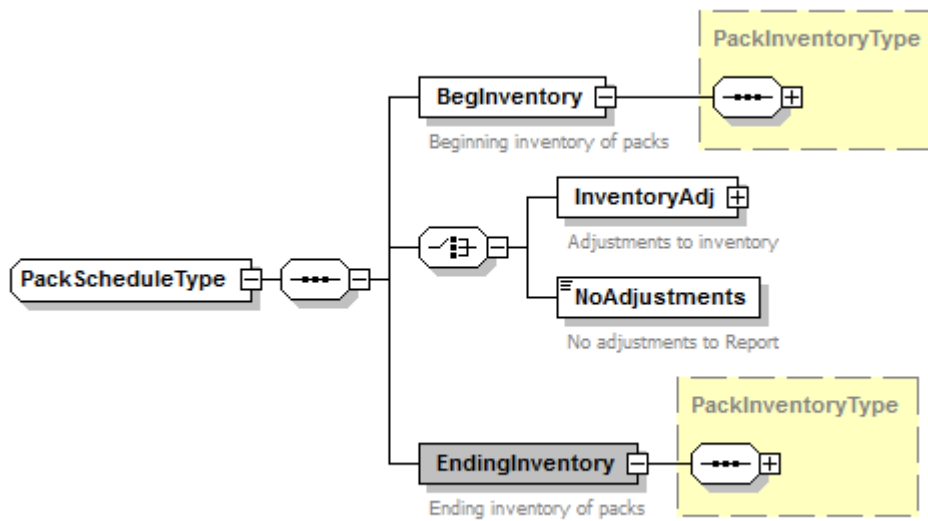 PackInventoryType
BegInventory
Beginning inventory of packs
InventoryAdj
Adjustments to inventory
PackScheduleType
NoAdjustments
No adjustments to Report
PackInventoryType
EndingInventory
Ending inventory of packs